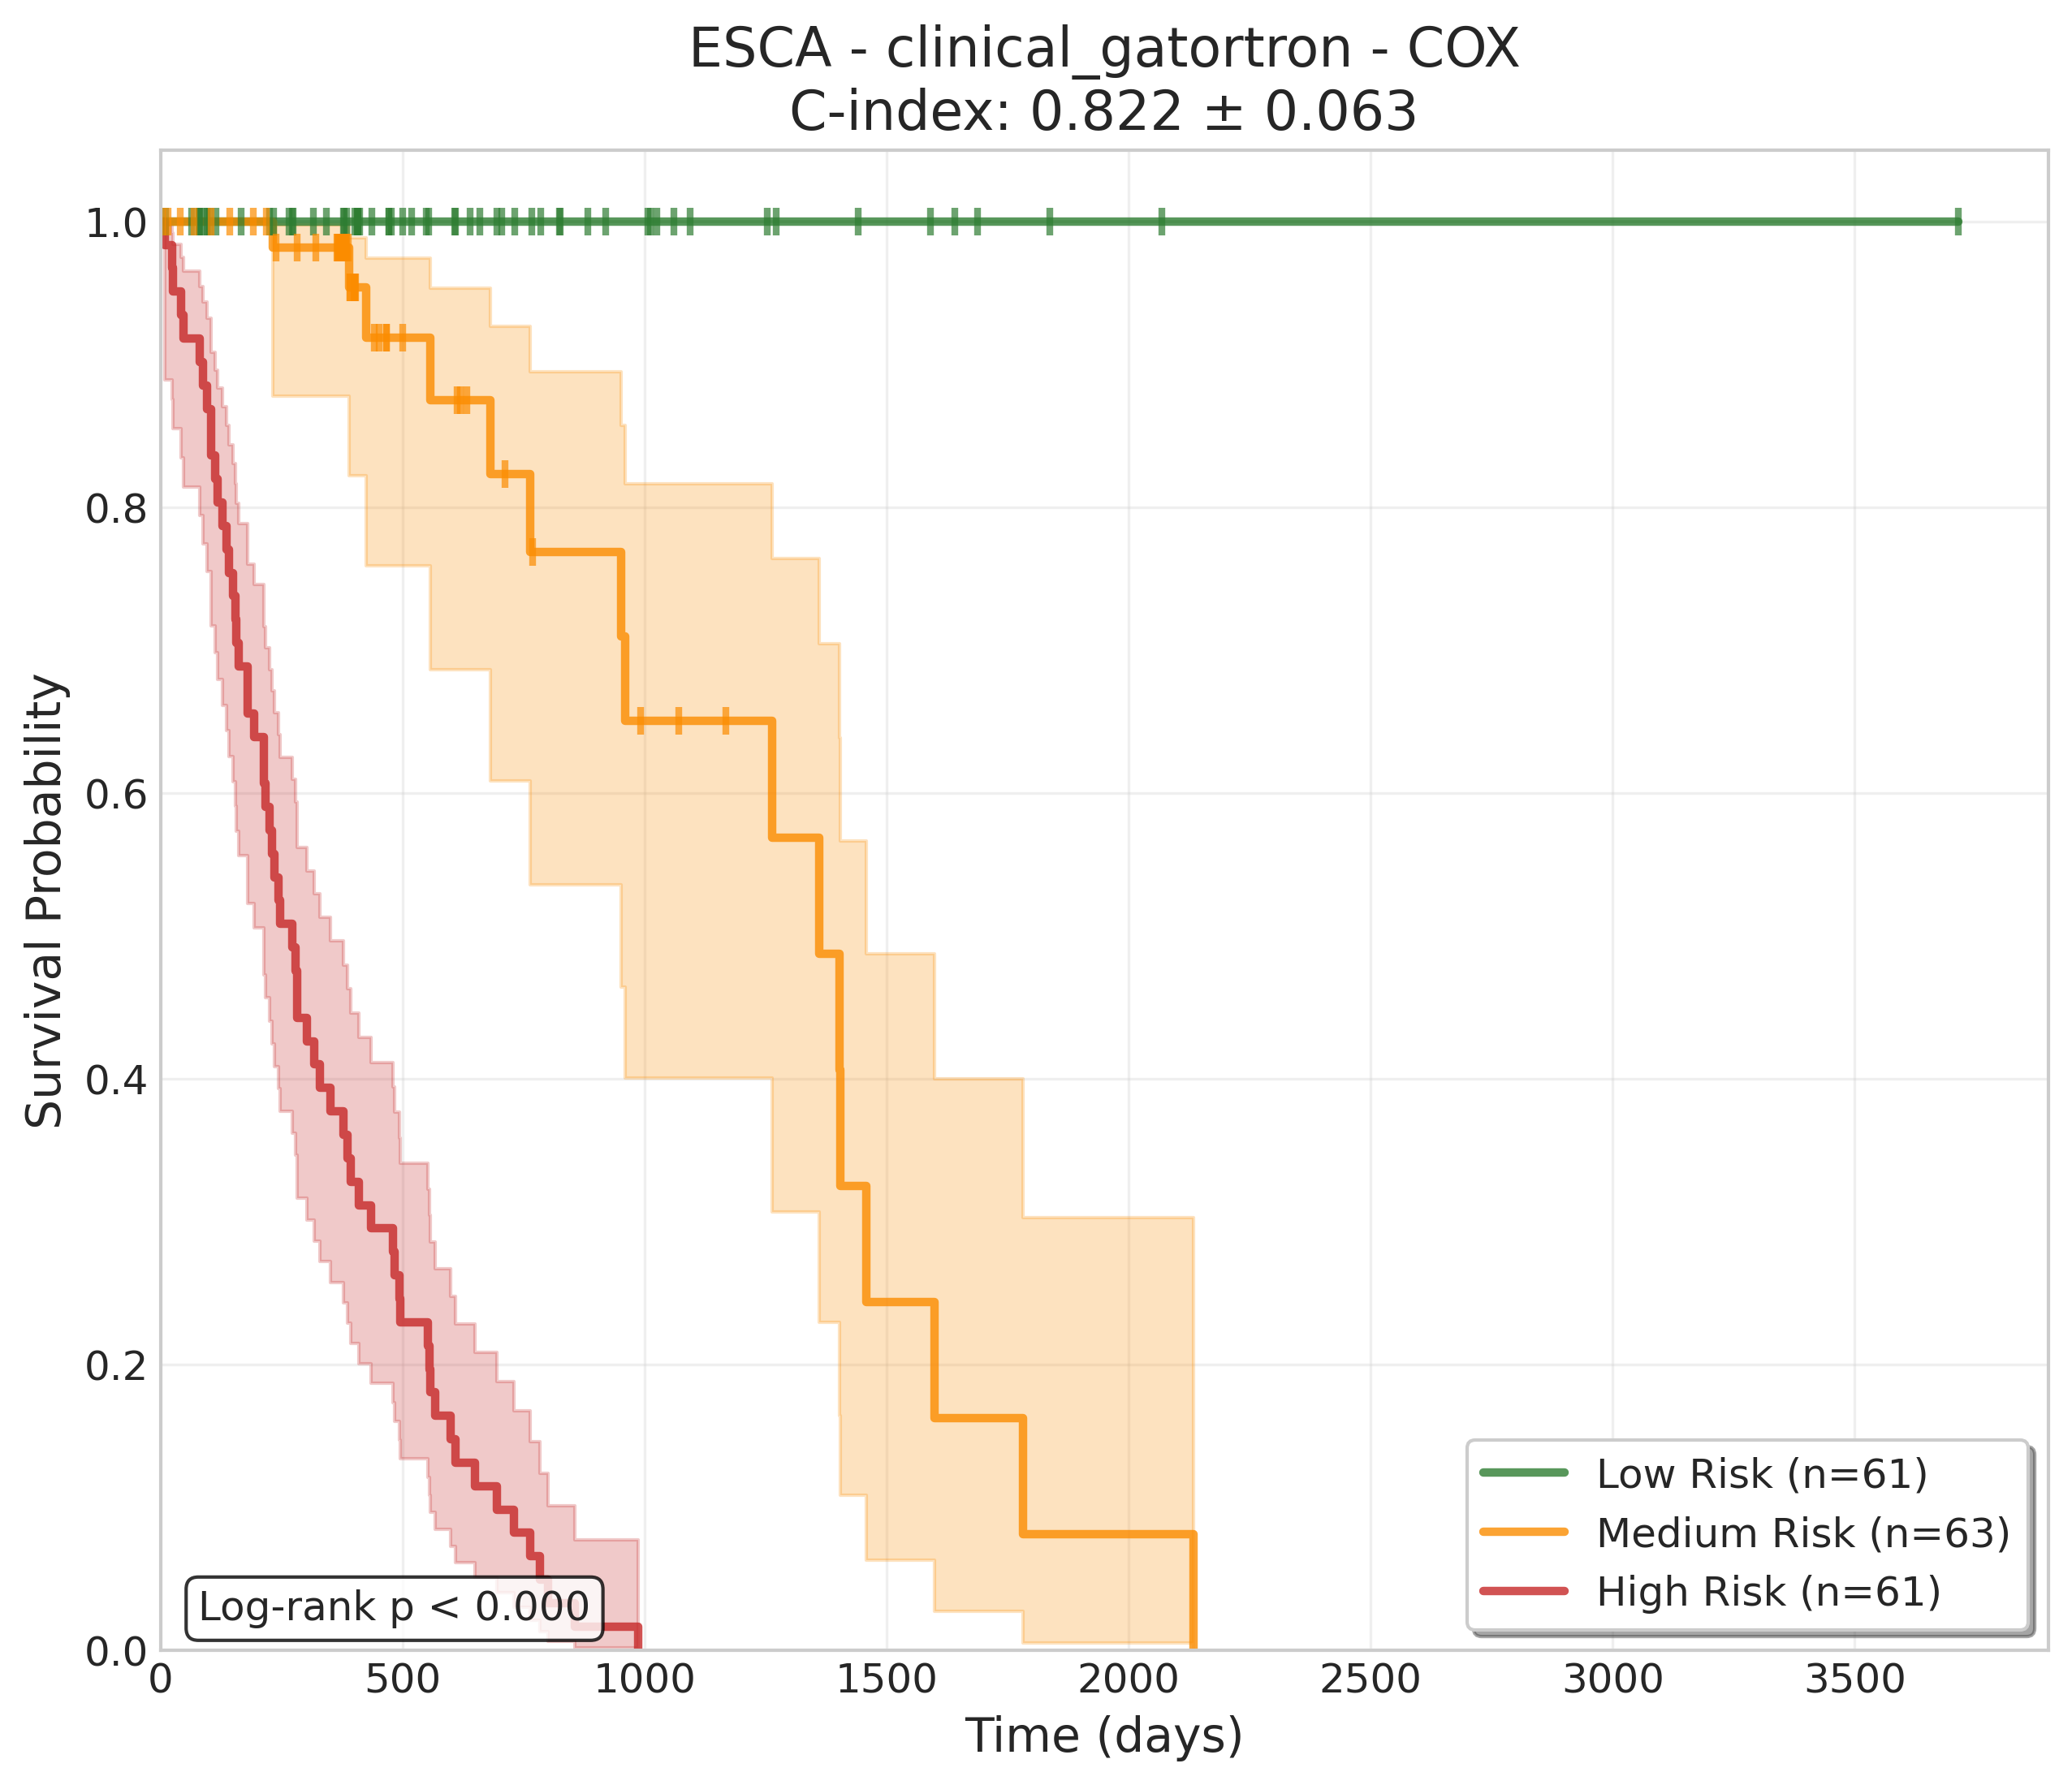 ESCA - clinical_gatortron - COX
C-index: 0.822 ± 0.063
Survival Probability
1.0
0.8
0.6
0.4
0.2
0.0
Log-rank p < 0.000
Low Risk (n=61)
Medium Risk (n=63)
High Risk (n=61)
0 500 1000 1500 2000 2500 3000 3500
Time (days)